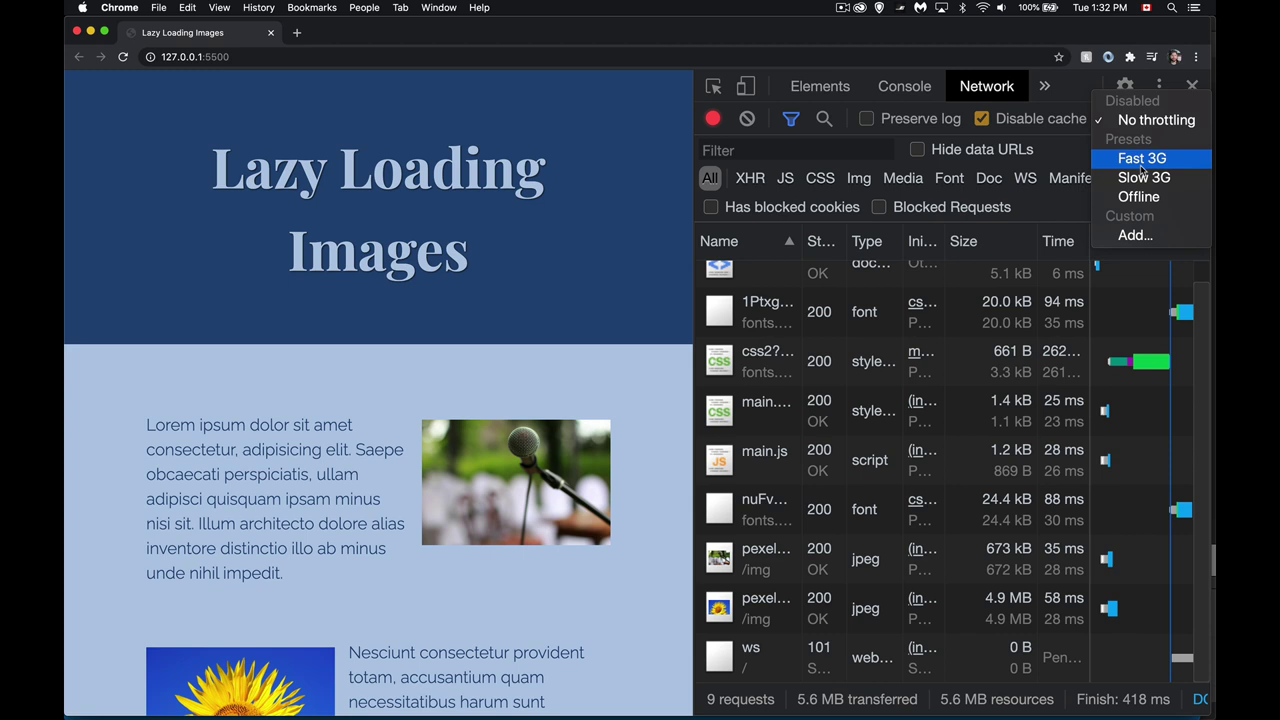 Chrome File Edit View History Bookmarks People Tab Window Help 100% Tue 1:32 PM
Lazy Loading Images
127.0.0.1:5500
Elements Console Network
Preserve log Disable cache
Filter Hide data URLs
All XHR JS CSS Img Media Font Doc WS Manife
Has blocked cookies Blocked Requests
Disabled
No throttling
Presets
Fast 3G
Slow 3G
Offline
Custom
Add...
Name St... Type Ini... Size Time
OK doc... Ot... 5.1 kB 6 ms
1Ptxg... 200 font cs... 20.0 kB 94 ms
fonts.... P... 20.0 kB 35 ms
css2?... 200 style... m... 661 B 262...
fonts.... P... 3.3 kB 261...
main.... 200 style... (in... 1.4 kB 25 ms
OK P... 1.1 kB 23 ms
main.js 200 script (in... 1.2 kB 28 ms
OK P... 869 B 26 ms
nuFv... 200 font cs... 24.4 kB 88 ms
fonts.... P... 24.4 kB 30 ms
pexel... 200 jpeg (in... 673 kB 35 ms
/img OK P... 672 kB 28 ms
pexel... 200 jpeg (in... 4.9 MB 58 ms
/img OK P... 4.9 MB 28 ms
ws 101 web... (in... 0 B Pen...
/ S... P... 0 B
9 requests 5.6 MB transferred 5.6 MB resources Finish: 418 ms
Lazy Loading
Images
Lorem ipsum dolor sit amet
consectetur, adipisicing elit. Saepe
obcaecati perspiciatis, ullam
adipisci quisquam ipsam minus
nisi sit. Illum architecto dolore alias
inventore distinctio illo ab minus
unde nihil impedit.
Nesciunt consectetur provident
totam, accusantium quam
necessitatibus harum sunt